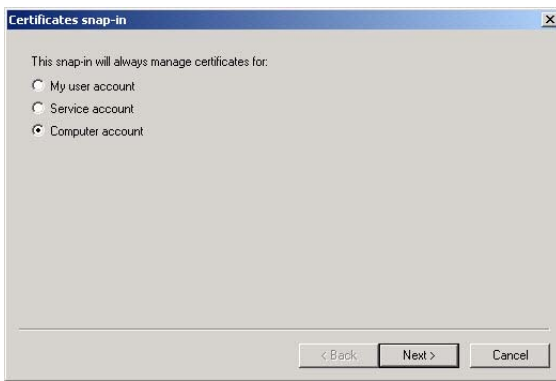 Certificates snap-in
This snap-in will always manage certificates for:
My user account
Service account
Computer account
< Back
Next >
Cancel